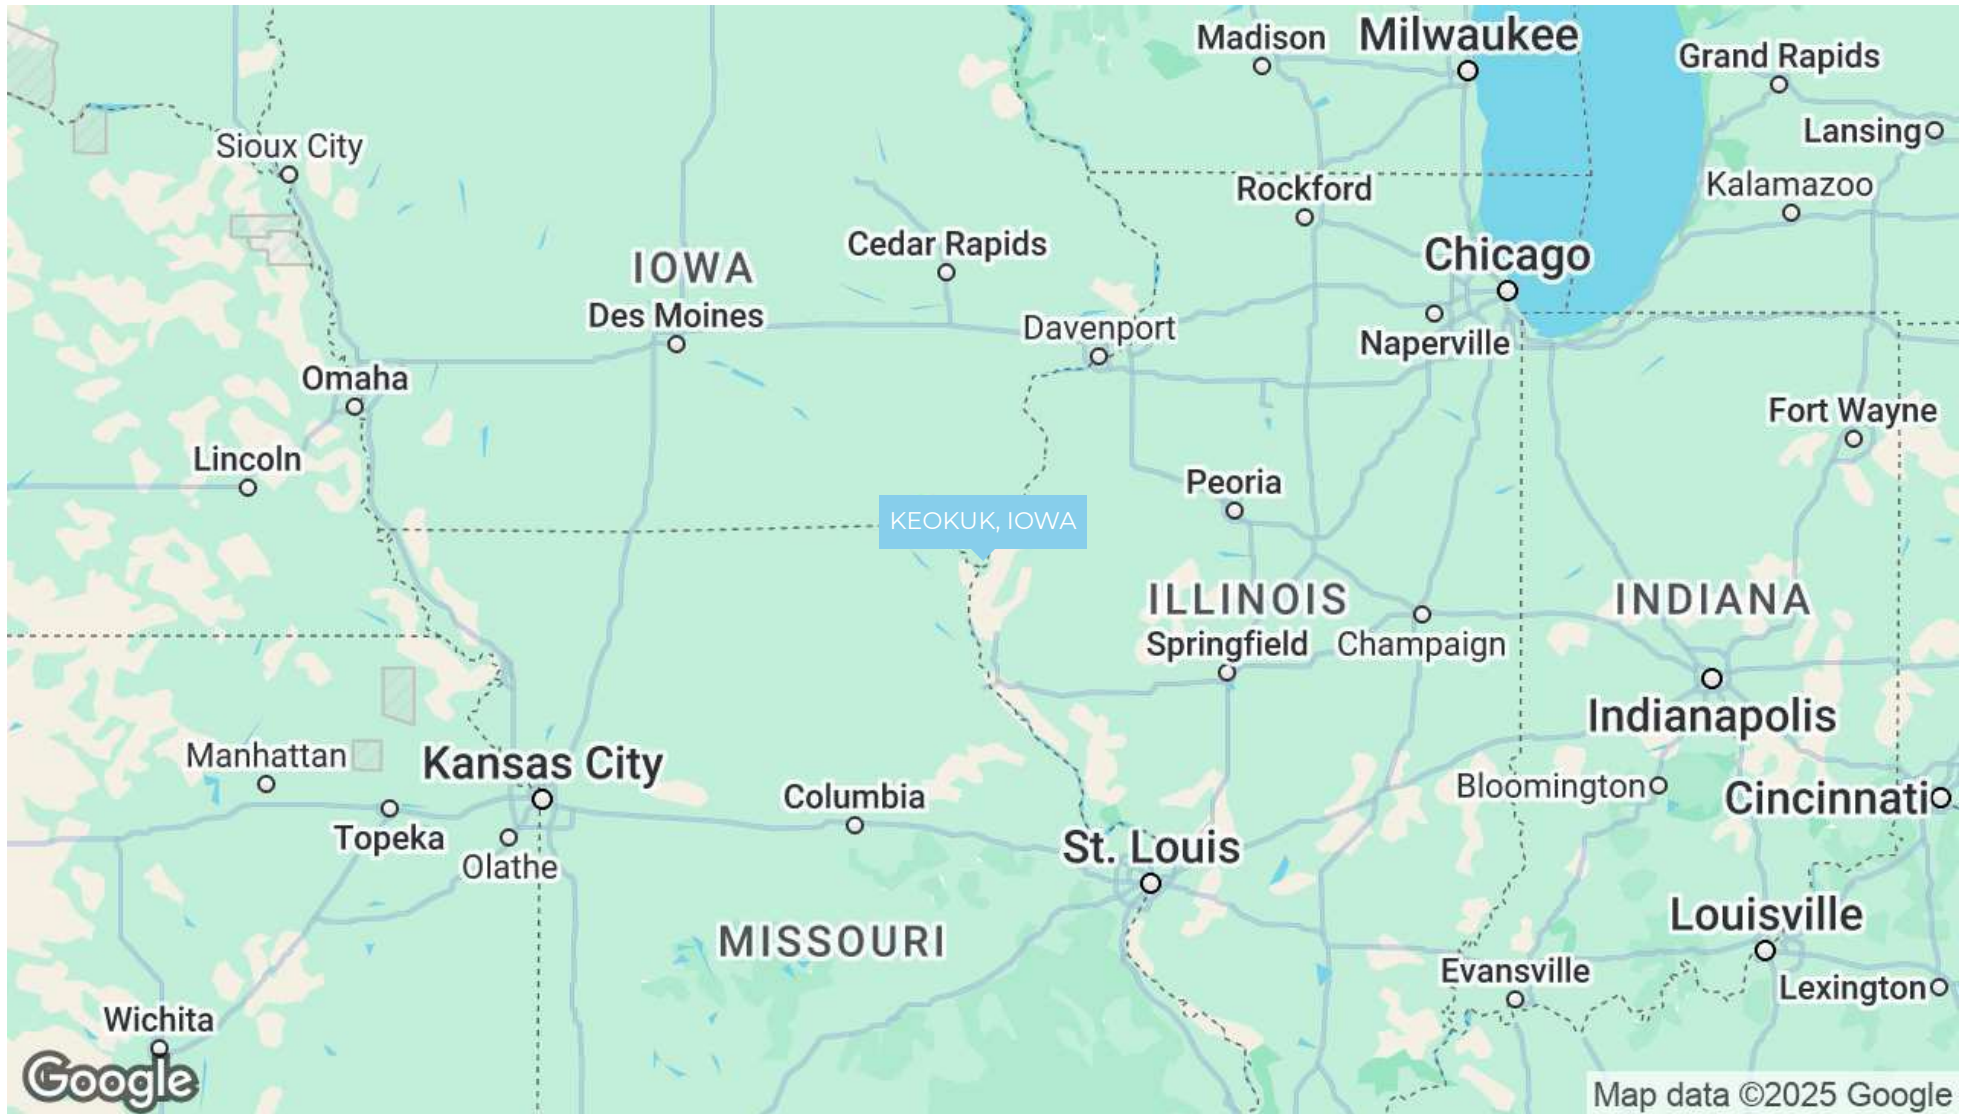 Madison
Milwaukee
Grand Rapids
Lansing
Sioux City
Rockford
Kalamazoo
Cedar Rapids
IOWA
Chicago
Des Moines
Davenport
Naperville
Omaha
Fort Wayne
Lincoln
Peoria
KEOKUK, IOWA
ILLINOIS
INDIANA
Springfield
Champaign
Indianapolis
Manhattan
Kansas City
Columbia
Bloomington
Cincinnati
Topeka
St. Louis
Olathe
Louisville
MISSOURI
Evansville
Lexington
Wichita
Google
Map data ©2025 Google